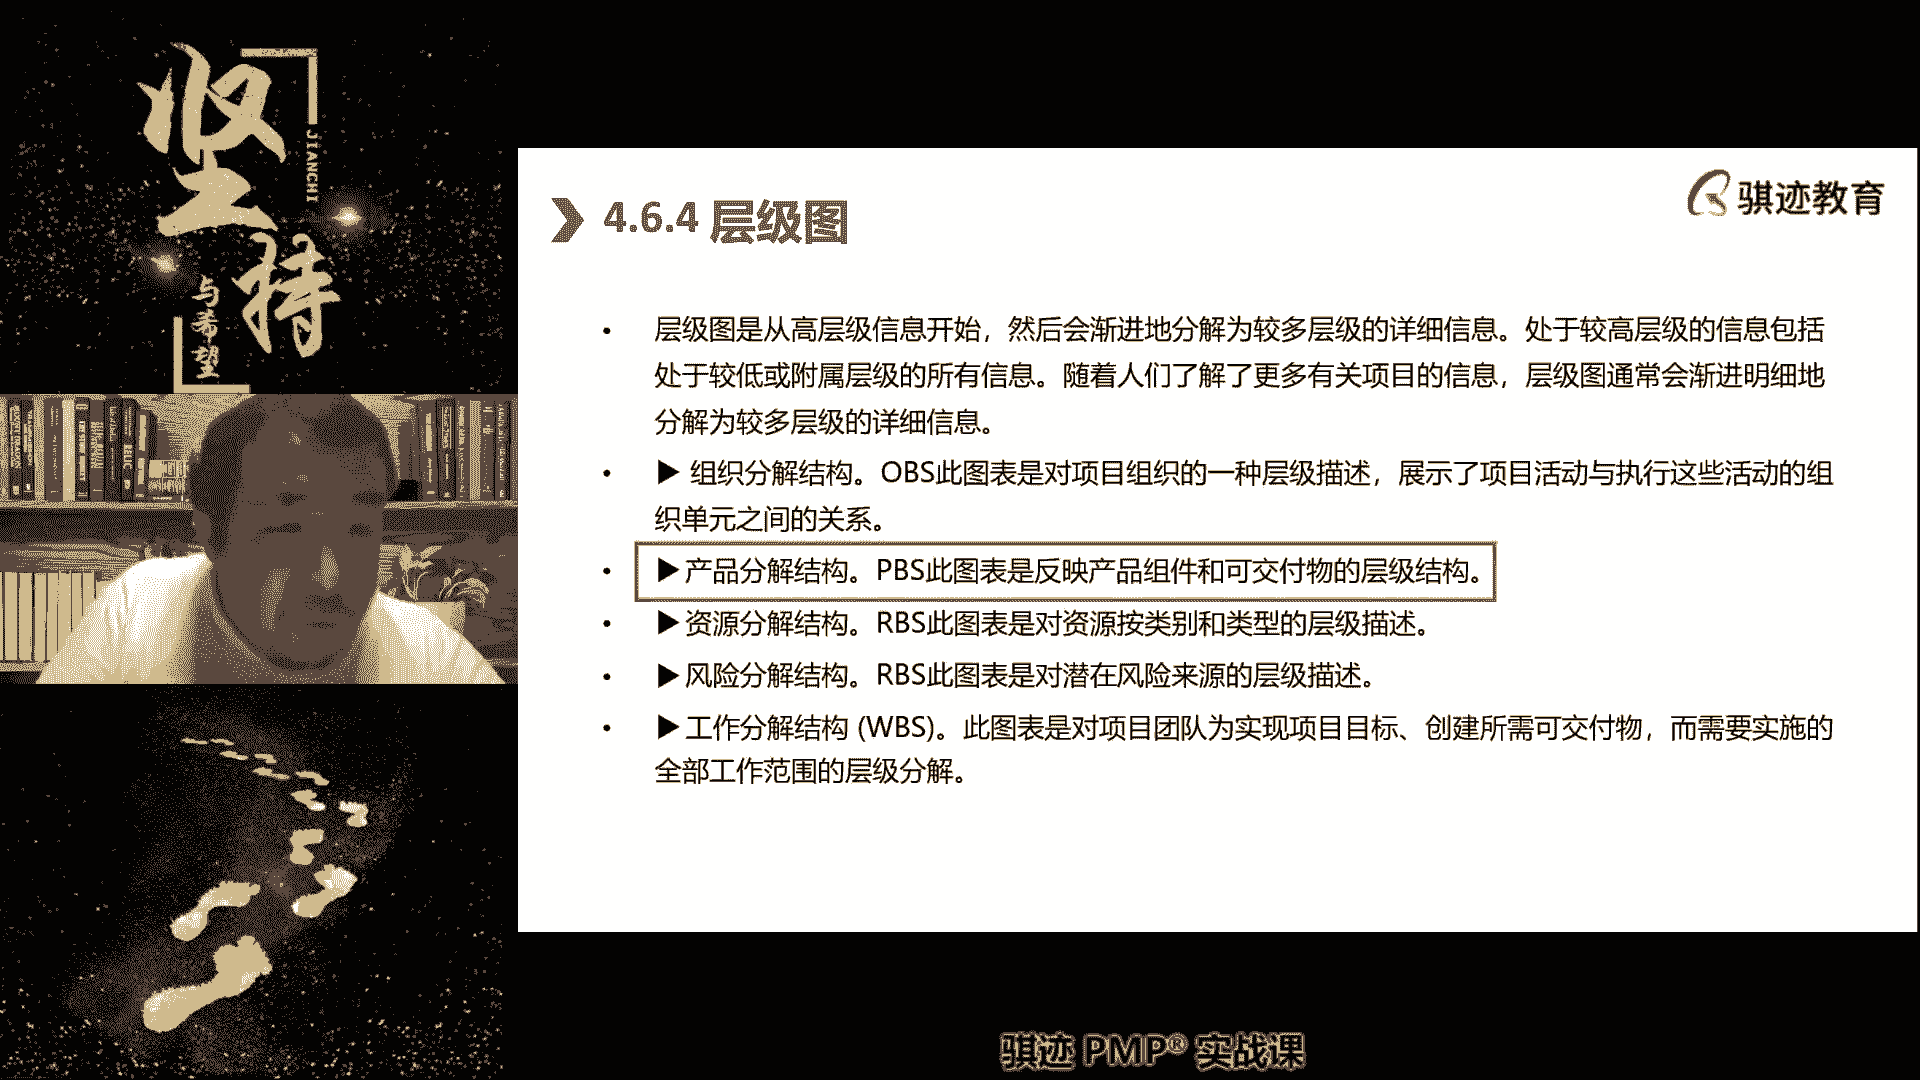 坚持
JIANCHI
与希望
骐迹教育
4.6.4 层级图
• 层级图是从高层级信息开始，然后会渐进地分解为较多层级的详细信息。处于较高层级的信息包括
处于较低或附属层级的所有信息。随着人们了解了更多有关项目的信息，层级图通常会渐进明细地
分解为较多层级的详细信息。
• ▶ 组织分解结构。OBS此图表是对项目组织的一种层级描述，展示了项目活动与执行这些活动的组
织单元之间的关系。
• ▶产品分解结构。PBS此图表是反映产品组件和可交付物的层级结构。
• ▶资源分解结构。RBS此图表是对资源按类别和类型的层级描述。
• ▶风险分解结构。RBS此图表是对潜在风险来源的层级描述。
• ▶工作分解结构 (WBS)。此图表是对项目团队为实现项目目标、创建所需可交付物，而需要实施的
全部工作范围的层级分解。
骐迹 PMP® 实战课